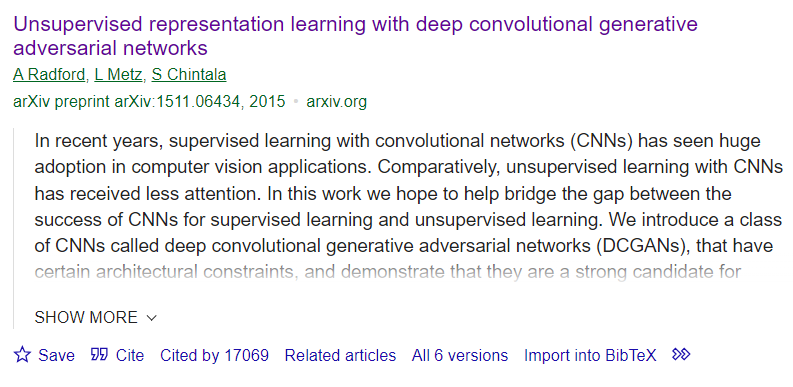 Unsupervised representation learning with deep convolutional generative
adversarial networks
A Radford, L Metz, S Chintala
arXiv preprint arXiv:1511.06434, 2015 • arxiv.org
In recent years, supervised learning with convolutional networks (CNNs) has seen huge
adoption in computer vision applications. Comparatively, unsupervised learning with CNNs
has received less attention. In this work we hope to help bridge the gap between the
success of CNNs for supervised learning and unsupervised learning. We introduce a class
of CNNs called deep convolutional generative adversarial networks (DCGANs), that have
certain architectural constraints, and demonstrate that they are a strong candidate for
SHOW MORE
Save Cite Cited by 17069 Related articles All 6 versions Import into BibTeX